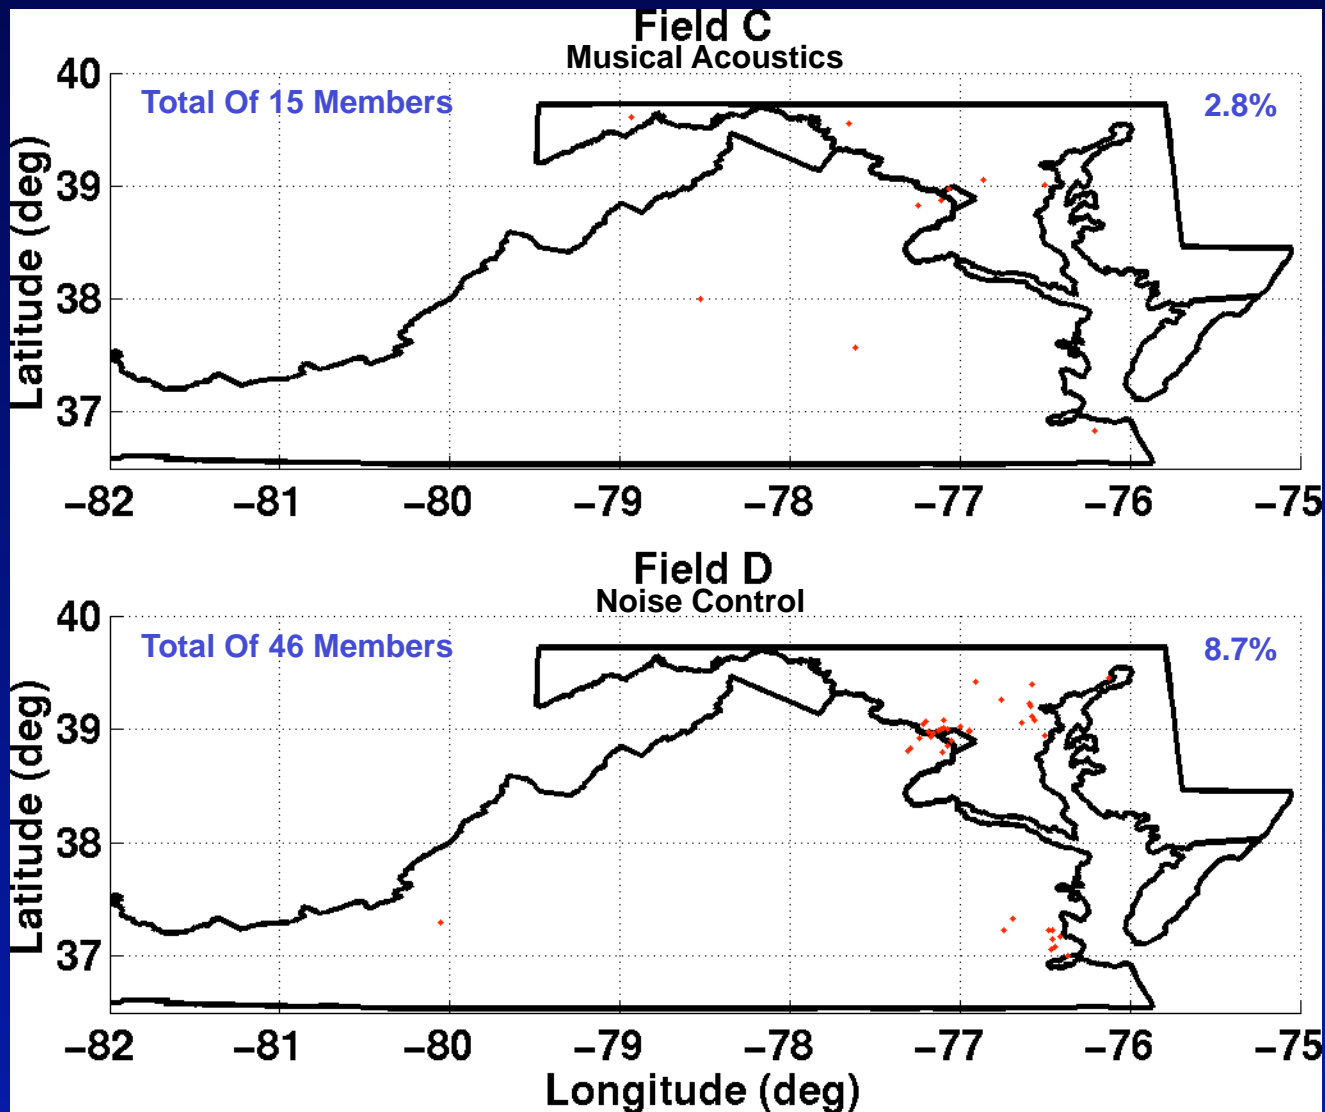 Field C
Musical Acoustics
Total Of 15 Members
2.8%
Latitude (deg)
40
39
38
37
−82 −81 −80 −79 −78 −77 −76 −75
Field D
Noise Control
Total Of 46 Members
8.7%
Latitude (deg)
40
39
38
37
−82 −81 −80 −79 −78 −77 −76 −75
Longitude (deg)